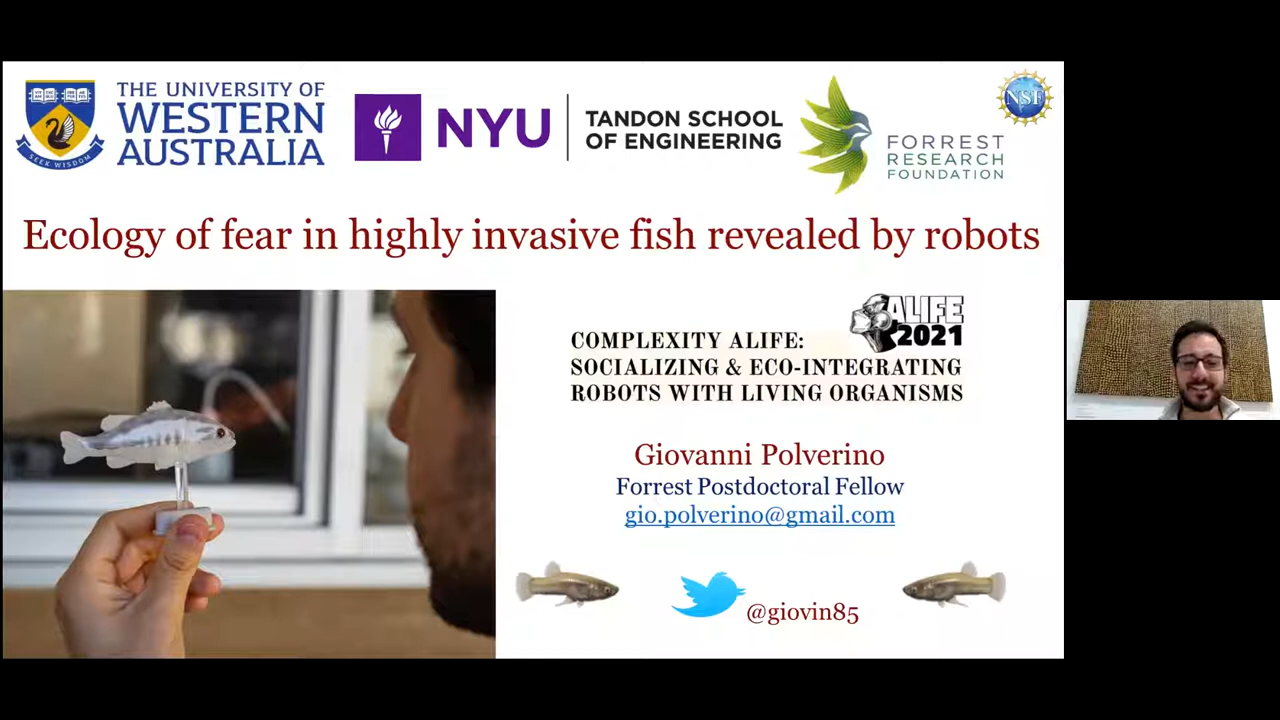 THE UNIVERSITY OF
WESTERN
AUSTRALIA
SEEK WISDOM
NYU
TANDON SCHOOL
OF ENGINEERING
FORREST
RESEARCH
FOUNDATION
NSF
Ecology of fear in highly invasive fish revealed by robots
ALIFE
2021
COMPLEXITY ALIFE:
SOCIALIZING & ECO-INTEGRATING
ROBOTS WITH LIVING ORGANISMS
Giovanni Polverino
Forrest Postdoctoral Fellow
gio.polverino@gmail.com
@giovin85